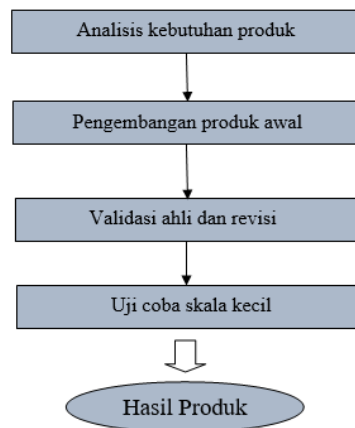 Analisis kebutuhan produk
Pengembangan produk awal
Validasi ahli dan revisi
Uji coba skala kecil
Hasil Produk